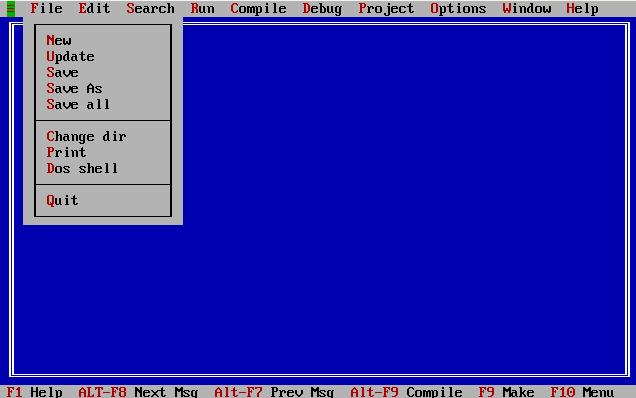 ≡ File Edit Search Run Compile Debug Project Options Window Help
New
Update
Save
Save As
Save all
Change dir
Print
Dos shell
Quit
F1 Help ALT-F8 Next Msg Alt-F7 Prev Msg Alt-F9 Compile F9 Make F10 Menu